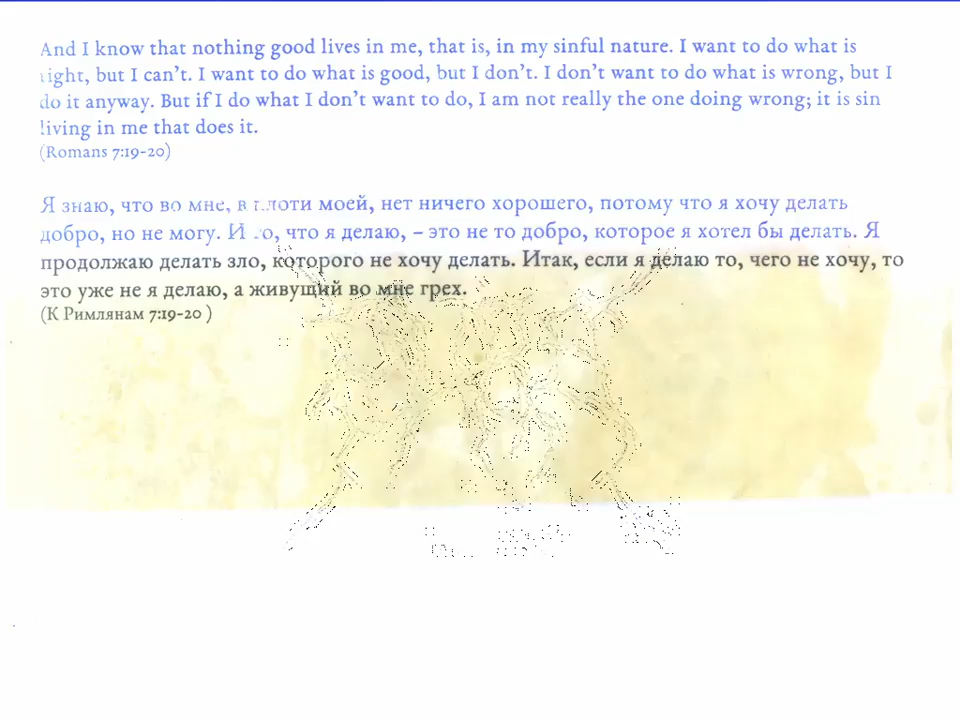 And I know that nothing good lives in me, that is, in my sinful nature. I want to do what is
right, but I can't. I want to do what is good, but I don't. I don't want to do what is wrong, but I
do it anyway. But if I do what I don't want to do, I am not really the one doing wrong; it is sin
living in me that does it.
(Romans 7:19-20)
Я знаю, что во мне, в плоти моей, нет ничего хорошего, потому что я хочу делать
добро, но не могу. И то, что я делаю, – это не то добро, которое я хотел бы делать. Я
продолжаю делать зло, которого не хочу делать. Итак, если я делаю то, чего не хочу, то
это уже не я делаю, а живущий во мне грех.
(К Римлянам 7:19-20 )